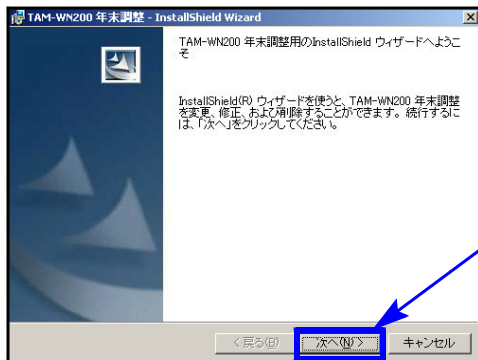 TAM-WN200 年末調整 - InstallShield Wizard
TAM-WN200 年末調整用のInstallShield ウィザードへようこ
そ
InstallShield(R) ウィザードを使うと、TAM-WN200 年末調整
を変更、修正、および削除することができます。続行するに
は、「次へ」をクリックしてください。
< 戻る(B) 次へ(N) > キャンセル